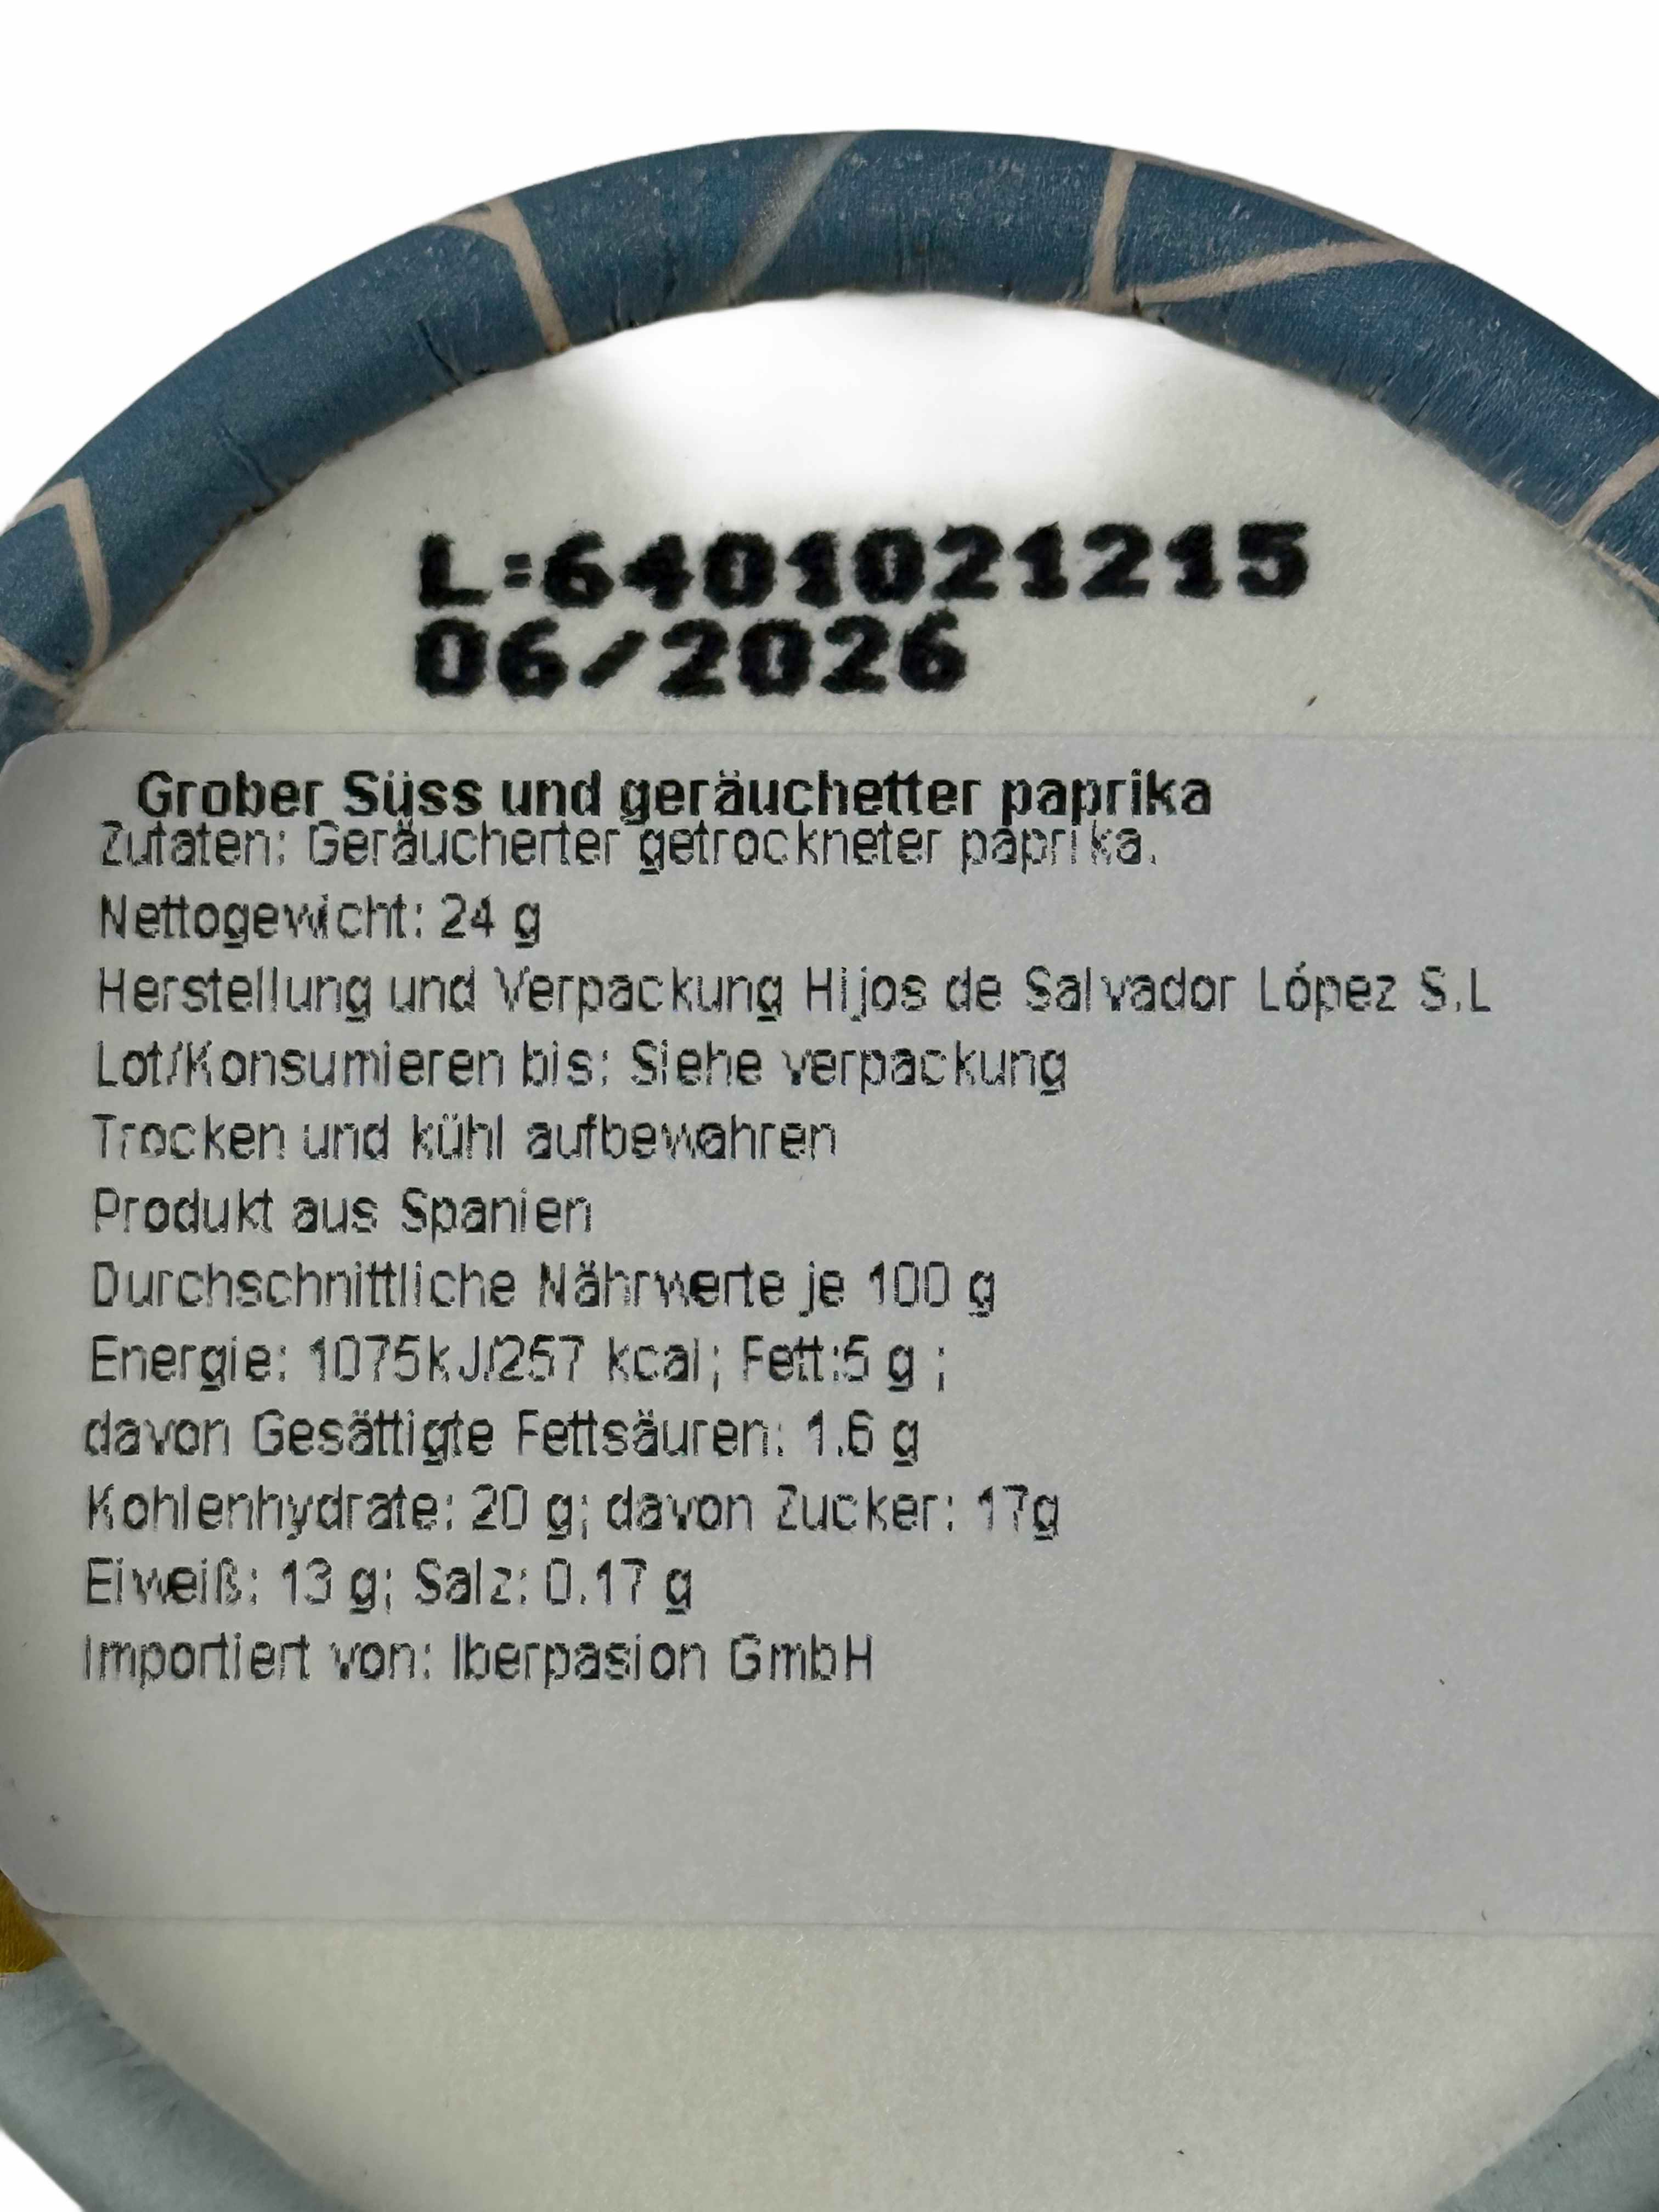 L:6401021215
06/2026
Grober Süss und geräuchetter paprika
Zutaten: Geräucherter getrockneter paprika.
Nettogewicht: 24 g
Herstellung und Verpackung Hijos de Salvador López S.L
Lot/Konsumieren bis: Siehe verpackung
Trocken und kühl aufbewahren
Produkt aus Spanien
Durchschnittliche Nährwerte je 100 g
Energie: 1075kJ/257 kcal; Fett:5 g ;
davon Gesättigte Fettsäuren: 1.6 g
Kohlenhydrate: 20 g; davon Zucker: 17g
Eiweiß: 13 g; Salz: 0.17 g
Importiert von: Iberpasion GmbH